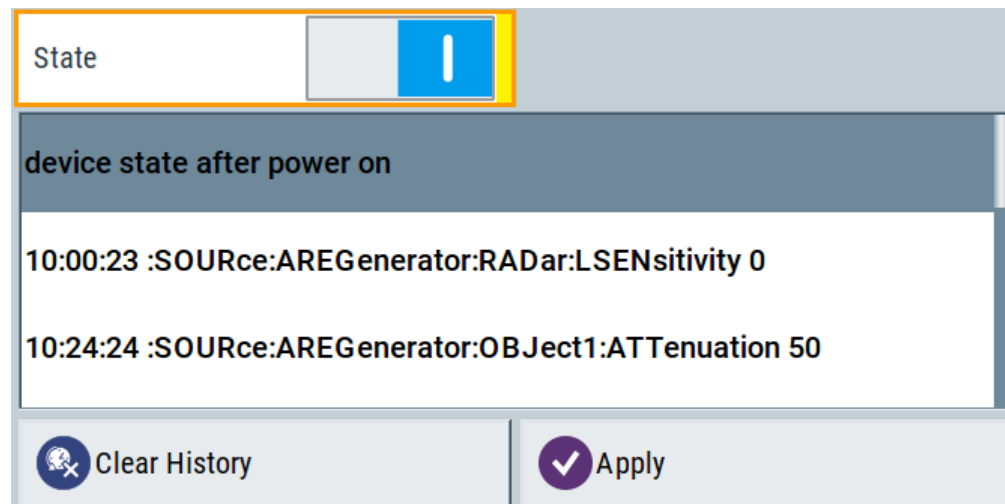 State
device state after power on
10:00:23 :SOURce:AREGenerator:RADar:LSENsitivity 0
10:24:24 :SOURce:AREGenerator:OBJect1:ATTenuation 50
Clear History
Apply